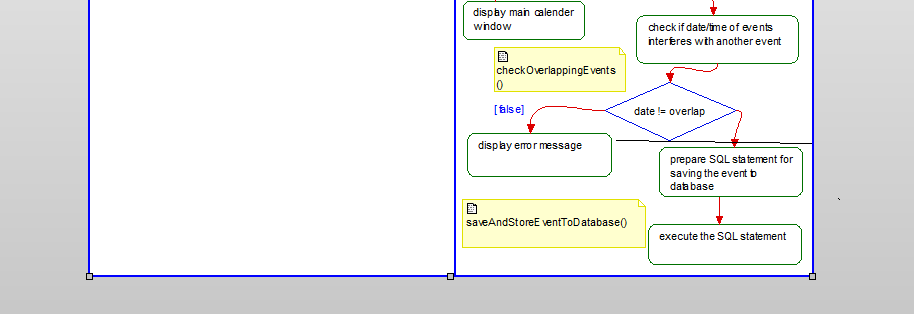 display main calender
window
check if date/time of events
interferes with another event
checkOverlappingEvents
()
[false]
date != overlap
display error message
prepare SQL statement for
saving the event to
database
saveAndStoreEventToDatabase()
execute the SQL statement